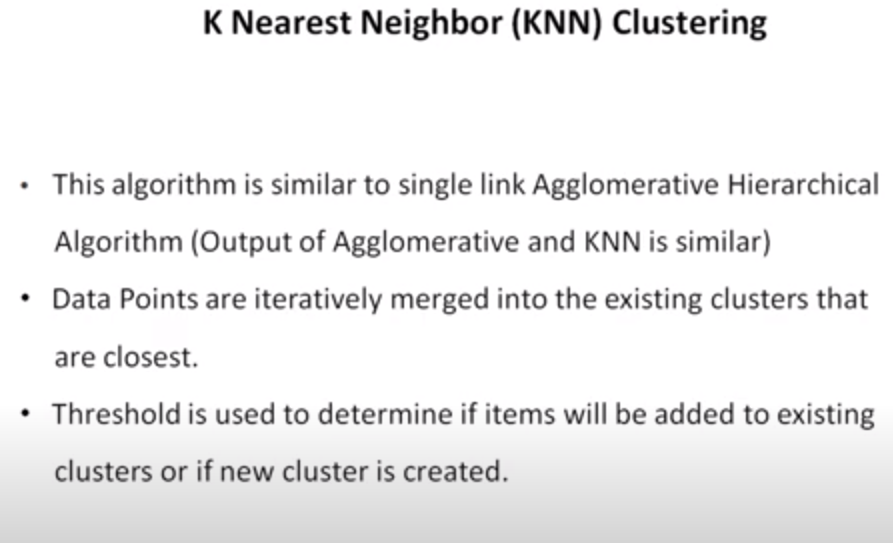 K Nearest Neighbor (KNN) Clustering
• This algorithm is similar to single link Agglomerative Hierarchical
Algorithm (Output of Agglomerative and KNN is similar)
• Data Points are iteratively merged into the existing clusters that
are closest.
• Threshold is used to determine if items will be added to existing
clusters or if new cluster is created.